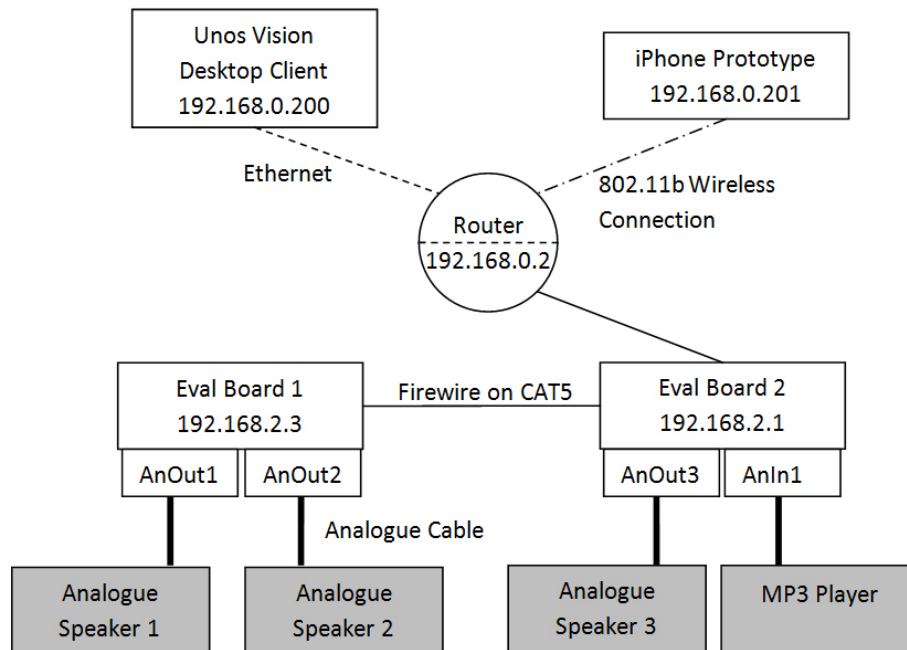 Unos Vision
Desktop Client
192.168.0.200
iPhone Prototype
192.168.0.201
Ethernet
802.11b Wireless
Connection
Router
192.168.0.2
Eval Board 1
192.168.2.3
Firewire on CAT5
Eval Board 2
192.168.2.1
AnOut1
AnOut2
AnOut3
AnIn1
Analogue Cable
Analogue
Speaker 1
Analogue
Speaker 2
Analogue
Speaker 3
MP3 Player